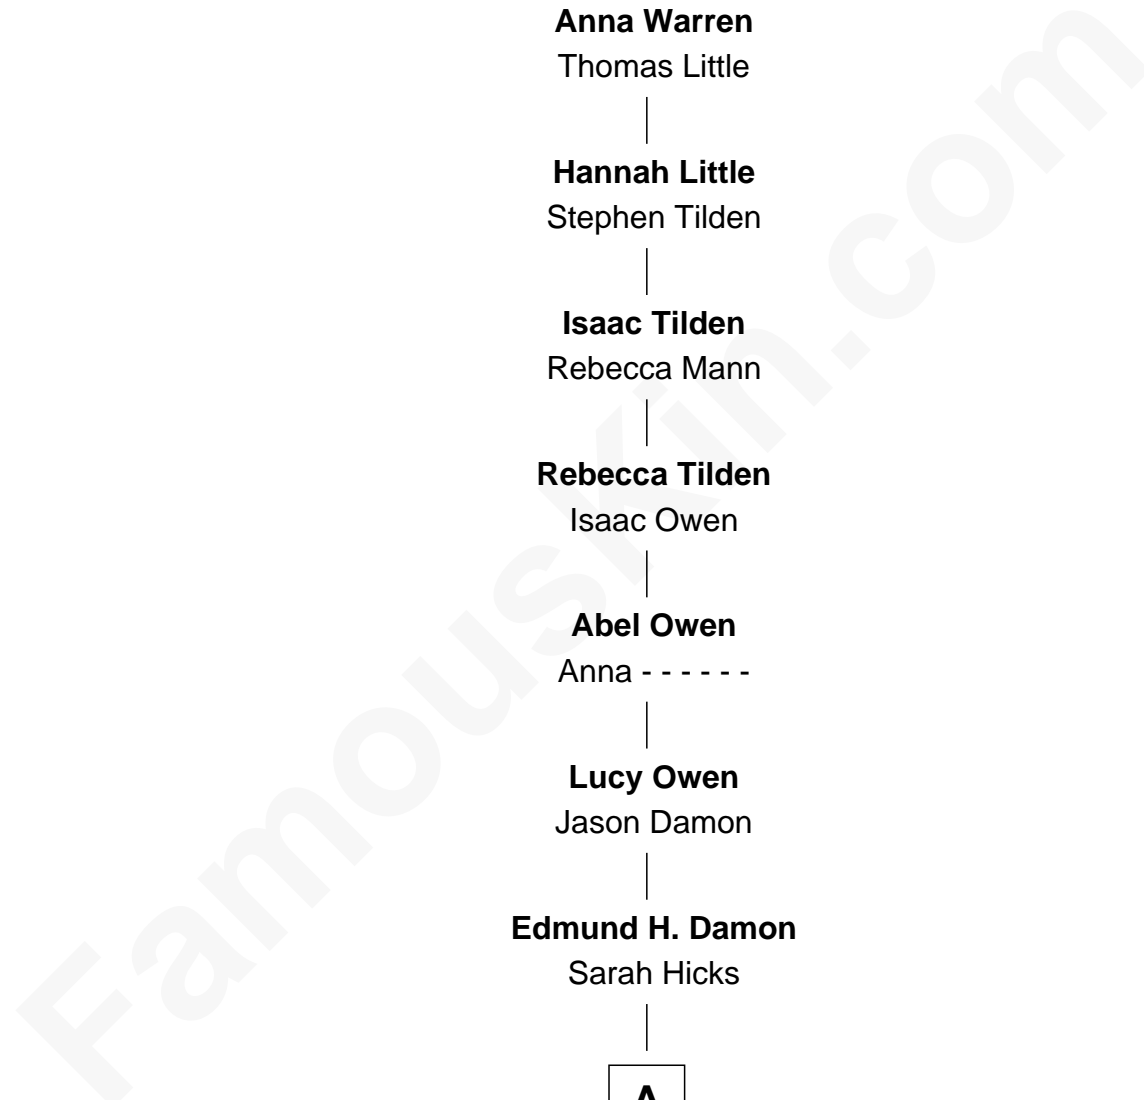 Anna Warren
Thomas Little
Hannah Little
Stephen Tilden
Isaac Tilden
Rebecca Mann
Rebecca Tilden
Isaac Owen
Abel Owen
Anna - - - - - -
Lucy Owen
Jason Damon
Edmund H. Damon
Sarah Hicks
A
FamousKin.com